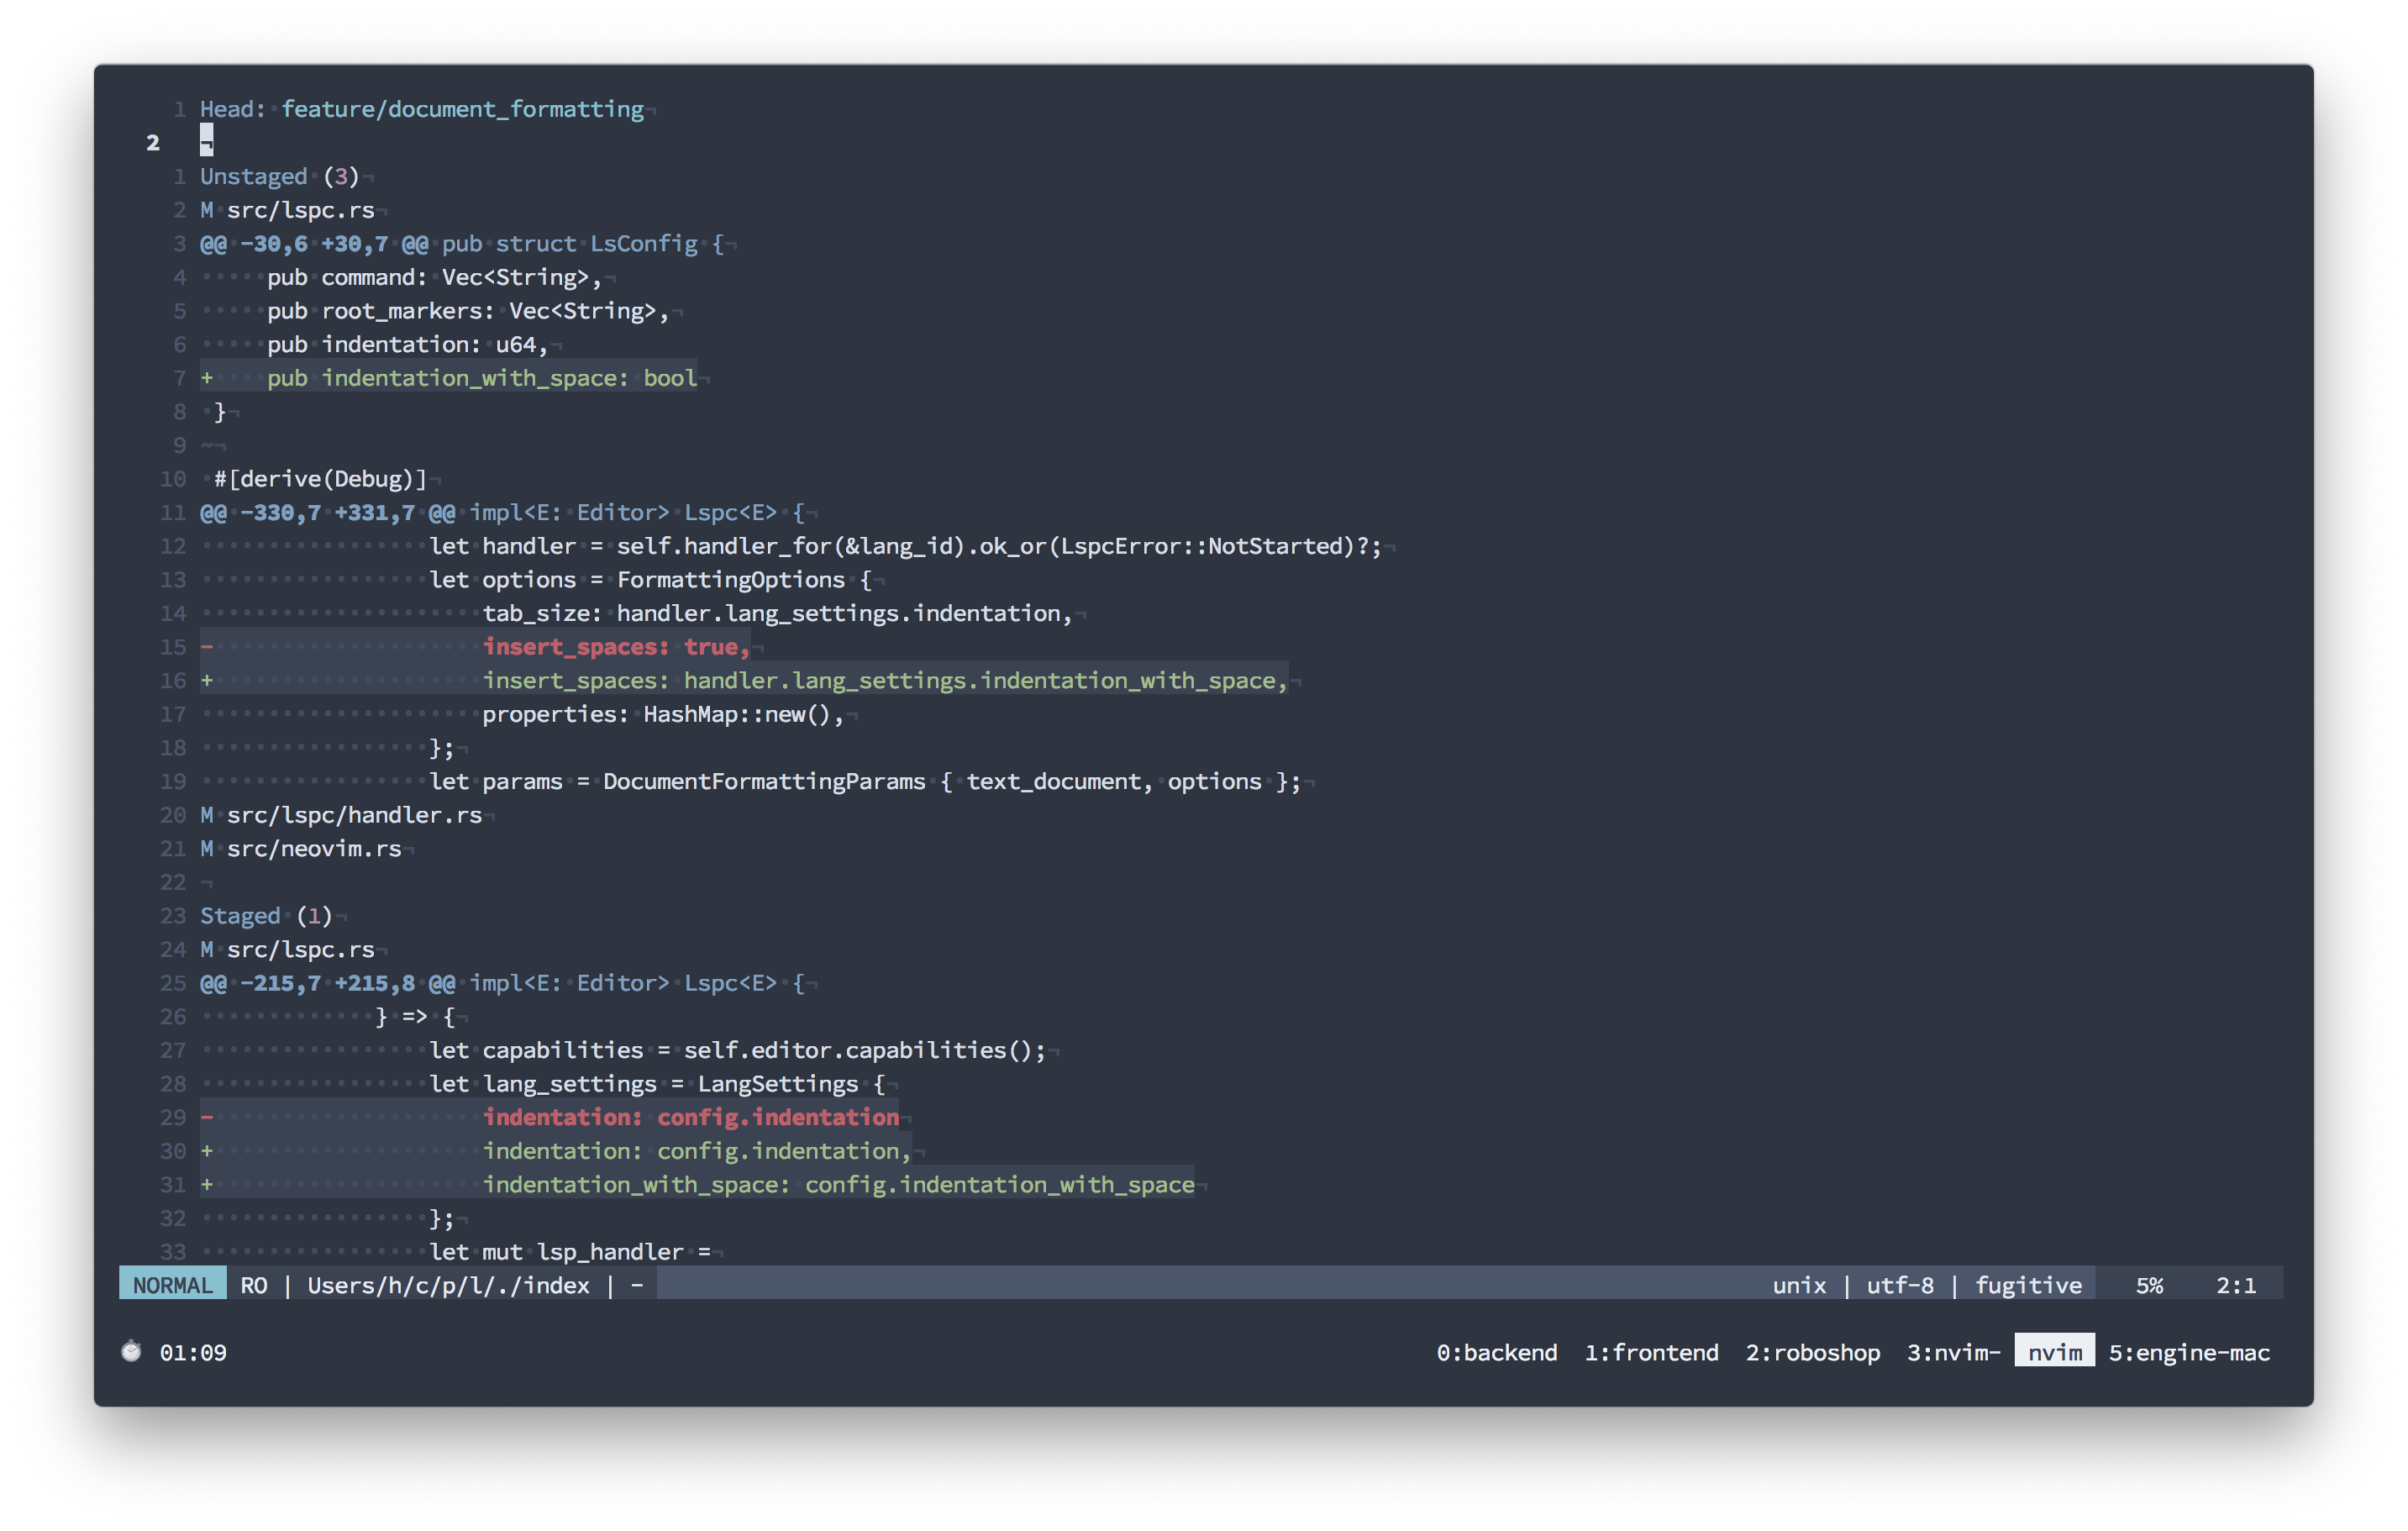 1 Head: feature/document_formatting¬
2 ¬
1 Unstaged (3)¬
2 M src/lspc.rs¬
3 @@ -30,6 +30,7 @@ pub struct LsConfig {¬
4 ·····pub command: Vec<String>,¬
5 ·····pub root_markers: Vec<String>,¬
6 ·····pub indentation: u64,¬
7 +····pub indentation_with_space: bool¬
8 ·}¬
9 ~¬
10 ·#[derive(Debug)]¬
11 @@ -330,7 +331,7 @@ impl<E: Editor> Lspc<E> {¬
12 ·················let handler = self.handler_for(&lang_id).ok_or(LspcError::NotStarted)?;¬
13 ·················let options = FormattingOptions {¬
14 ·····················tab_size: handler.lang_settings.indentation,¬
15 -····················insert_spaces: true,¬
16 +····················insert_spaces: handler.lang_settings.indentation_with_space,¬
17 ·····················properties: HashMap::new(),¬
18 ·················};¬
19 ·················let params = DocumentFormattingParams { text_document, options };¬
20 M src/lspc/handler.rs¬
21 M src/neovim.rs¬
22 ¬
23 Staged (1)¬
24 M src/lspc.rs¬
25 @@ -215,7 +215,8 @@ impl<E: Editor> Lspc<E> {¬
26 ·············} => {¬
27 ·················let capabilities = self.editor.capabilities();¬
28 ·················let lang_settings = LangSettings {¬
29 -····················indentation: config.indentation¬
30 +····················indentation: config.indentation,¬
31 +····················indentation_with_space: config.indentation_with_space¬
32 ·················};¬
33 ·················let mut lsp_handler =¬
NORMAL RO | Users/h/c/p/l/./index | - unix | utf-8 | fugitive 5% 2:1
01:09 0:backend 1:frontend 2:roboshop 3:nvim- nvim 5:engine-mac